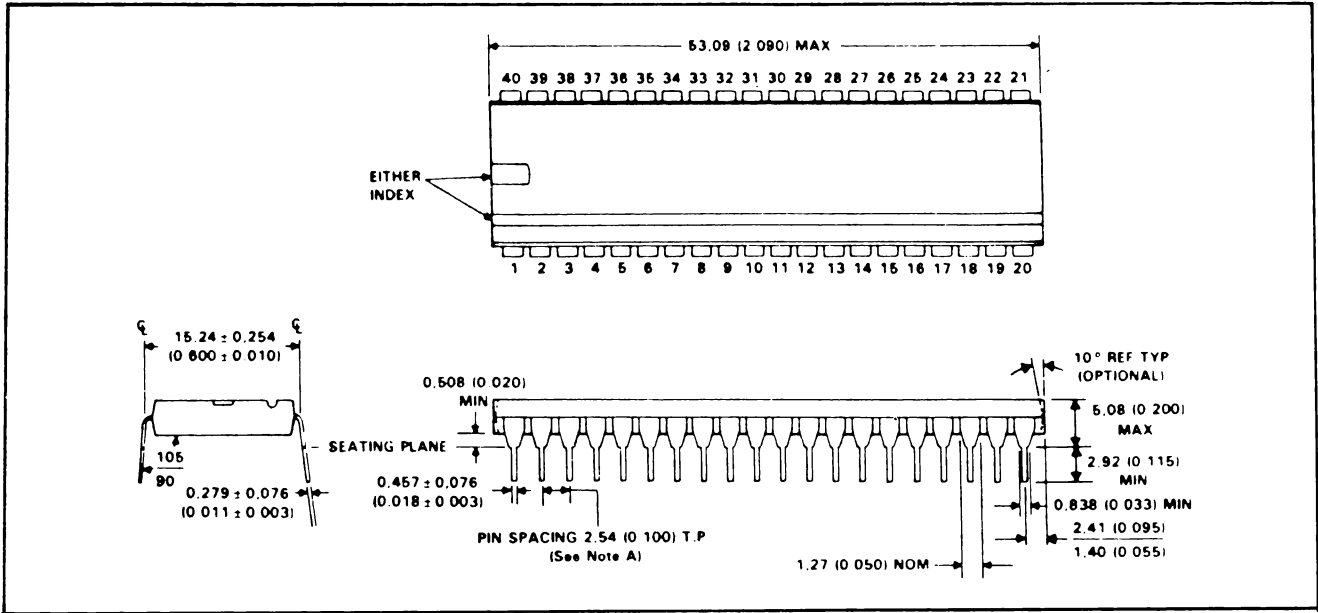 53,09 (2 090) MAX
40 39 38 37 36 35 34 33 32 31 30 29 28 27 26 25 24 23 22 21
EITHER
INDEX
1 2 3 4 5 6 7 8 9 10 11 12 13 14 15 16 17 18 19 20
℄ ℄
15.24 ± 0,254
(0 600 ± 0,010)
SEATING PLANE
105
90
0,279 ± 0,076
(0 011 ± 0 003)
0,508 (0 020)
MIN
0,457 ± 0,076
(0.018 ± 0 003)
PIN SPACING 2.54 (0 100) T.P
(See Note A)
10° REF TYP
(OPTIONAL)
5,08 (0 200)
MAX
2.92 (0 115)
MIN
0,838 (0 033) MIN
2,41 (0 095)
1,40 (0 055)
1,27 (0 050) NOM